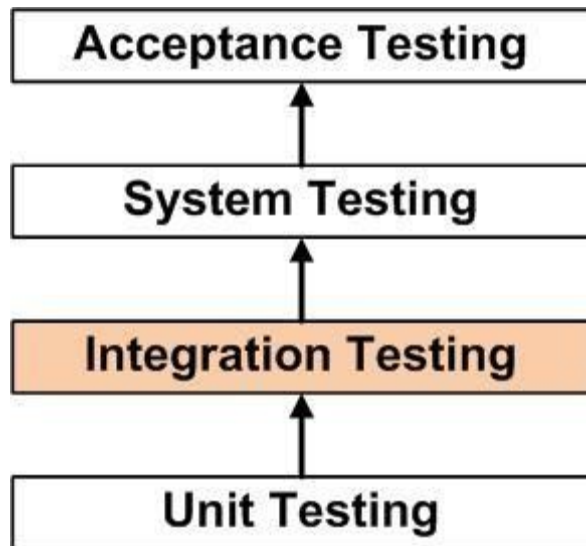 Acceptance Testing
System Testing
Integration Testing
Unit Testing